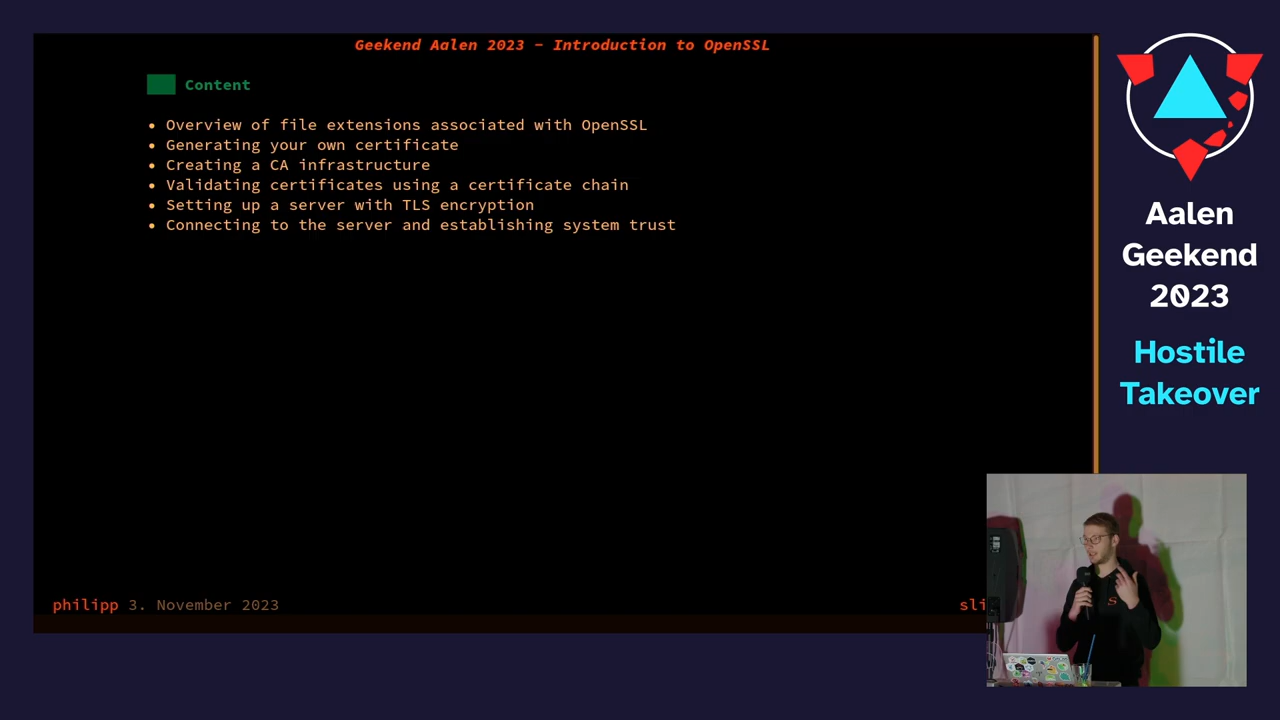 Geekend Aalen 2023 - Introduction to OpenSSL
Content
• Overview of file extensions associated with OpenSSL
• Generating your own certificate
• Creating a CA infrastructure
• Validating certificates using a certificate chain
• Setting up a server with TLS encryption
• Connecting to the server and establishing system trust
philipp 3. November 2023
sli
Aalen
Geekend
2023
Hostile
Takeover
S